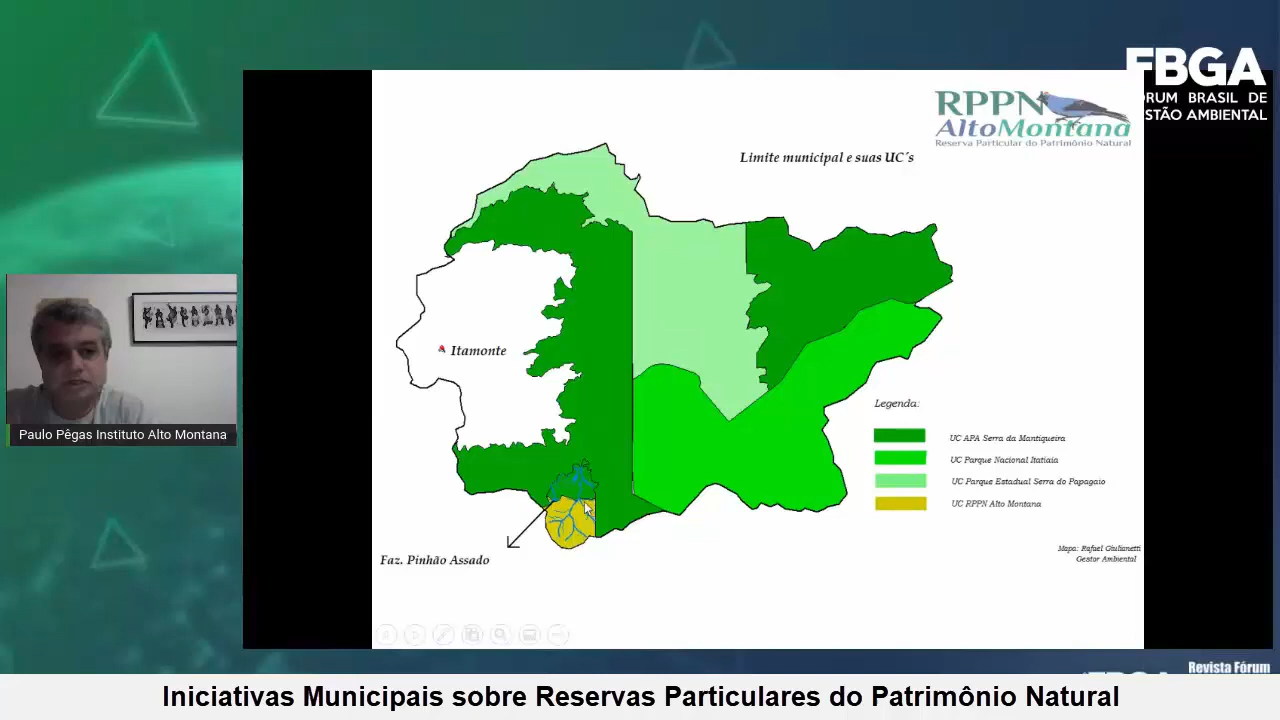 FBGA
ORUM BRASIL DE
STÃO AMBIENTAL
RPPN
AltoMontana
Reserva Particular do Patrimônio Natural
Limite municipal e suas UC´s
Itamonte
Legenda:
UC APA Serra da Mantiqueira
UC Parque Nacional Itatiaia
UC Parque Estadual Serra do Papagaio
UC RPPN Alto Montana
Paulo Pêgas Instituto Alto Montana
Faz. Pinhão Assado
Mapa: Rafael Giulianetti
Gestor Ambiental
Revista Fórum
Iniciativas Municipais sobre Reservas Particulares do Patrimônio Natural